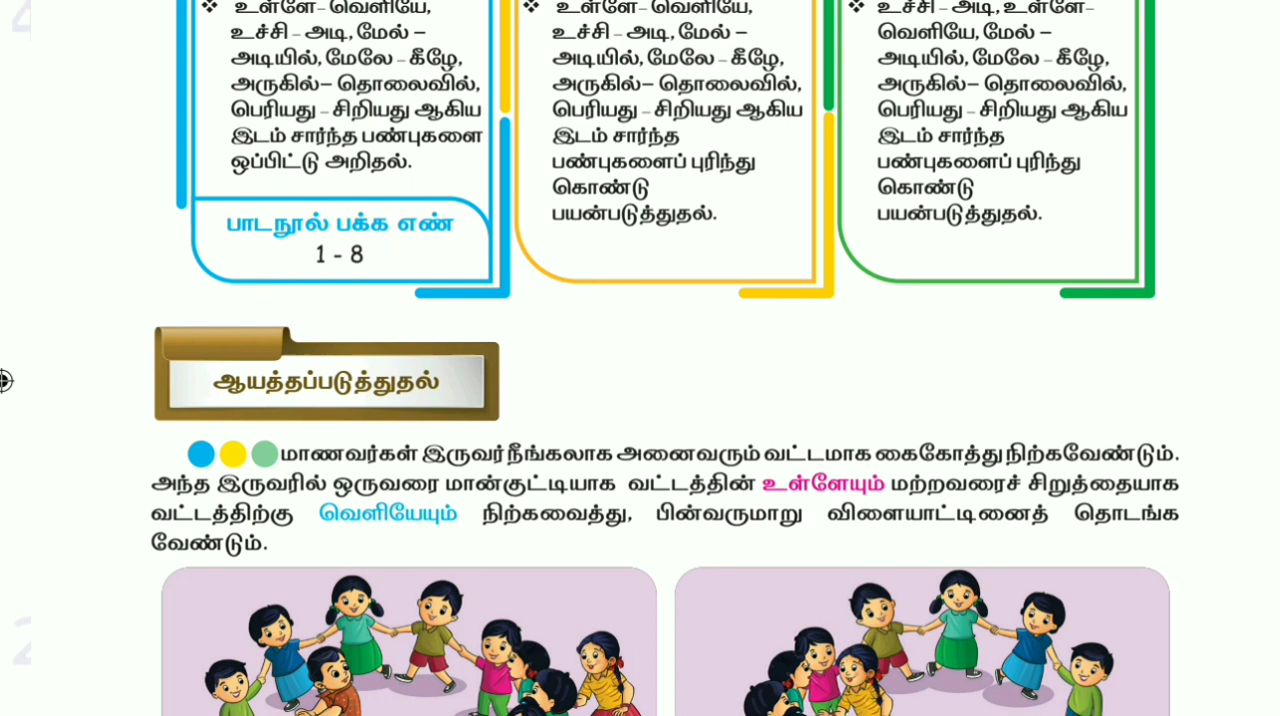 ❖ உள்ளே– வெளியே,
உச்சி – அடி, மேல் –
அடியில், மேலே – கீழே,
அருகில்– தொலைவில்,
பெரியது – சிறியது ஆகிய
இடம் சார்ந்த பண்புகளை
ஒப்பிட்டு அறிதல்.
பாடநூல் பக்க எண்
1 - 8
❖ உள்ளே– வெளியே,
உச்சி – அடி, மேல் –
அடியில், மேலே – கீழே,
அருகில்– தொலைவில்,
பெரியது – சிறியது ஆகிய
இடம் சார்ந்த
பண்புகளைப் புரிந்து
கொண்டு
பயன்படுத்துதல்.
❖ உச்சி – அடி, உள்ளே–
வெளியே, மேல் –
அடியில், மேலே – கீழே,
அருகில்– தொலைவில்,
பெரியது – சிறியது ஆகிய
இடம் சார்ந்த
பண்புகளைப் புரிந்து
கொண்டு
பயன்படுத்துதல்.
ஆயத்தப்படுத்துதல்
மாணவர்கள் இருவர் நீங்கலாக அனைவரும் வட்டமாக கைகோத்து நிற்கவேண்டும்.
அந்த இருவரில் ஒருவரை மான்குட்டியாக வட்டத்தின் உள்ளேயும் மற்றவரைச் சிறுத்தையாக
வட்டத்திற்கு வெளியேயும் நிற்கவைத்து, பின்வருமாறு விளையாட்டினைத் தொடங்க
வேண்டும்.